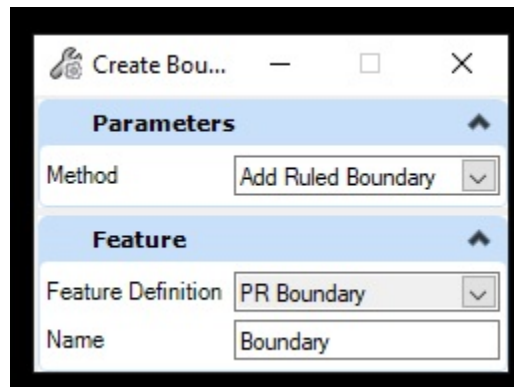 Create Bou...
Parameters
Method Add Ruled Boundary
Feature
Feature Definition PR Boundary
Name Boundary